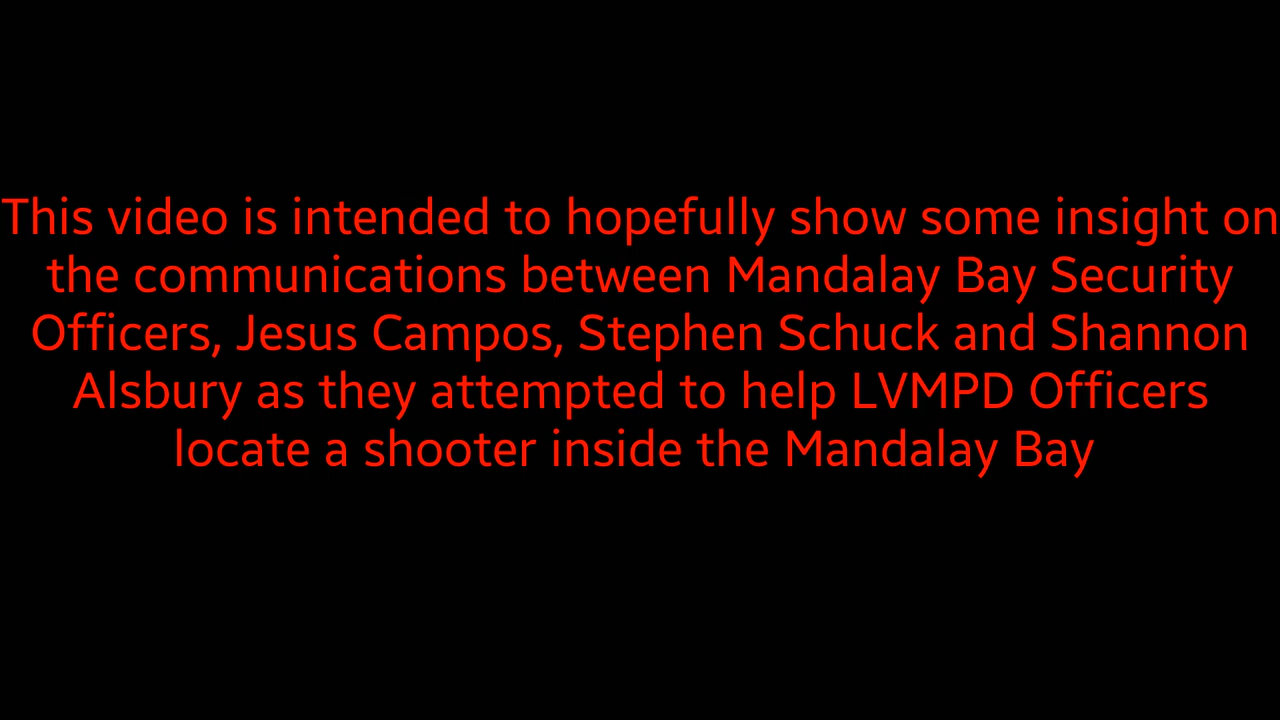 This video is intended to hopefully show some insight on
the communications between Mandalay Bay Security
Officers, Jesus Campos, Stephen Schuck and Shannon
Alsbury as they attempted to help LVMPD Officers
locate a shooter inside the Mandalay Bay